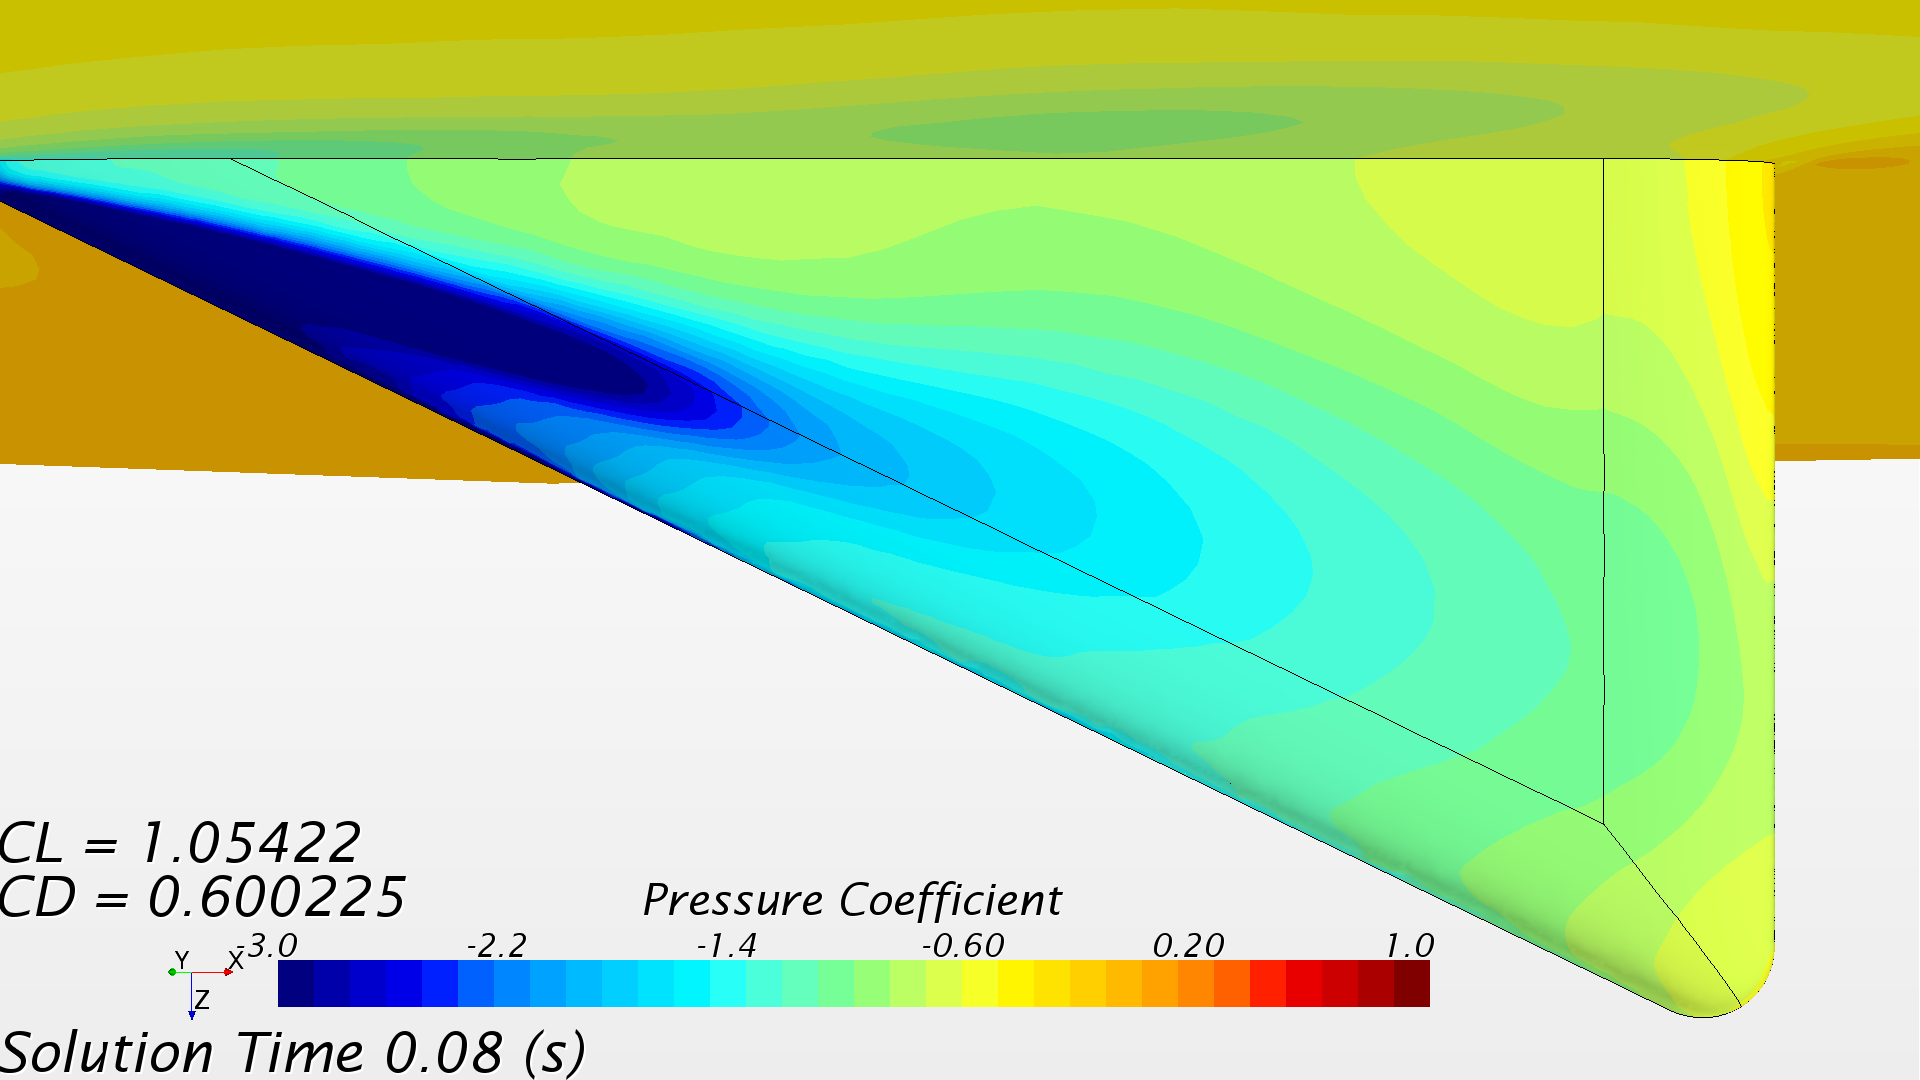 CL = 1.05422
CD = 0.600225
Pressure Coefficient
-3.0 -2.2 -1.4 -0.60 0.20 1.0
Y X
Z
Solution Time 0.08 (s)